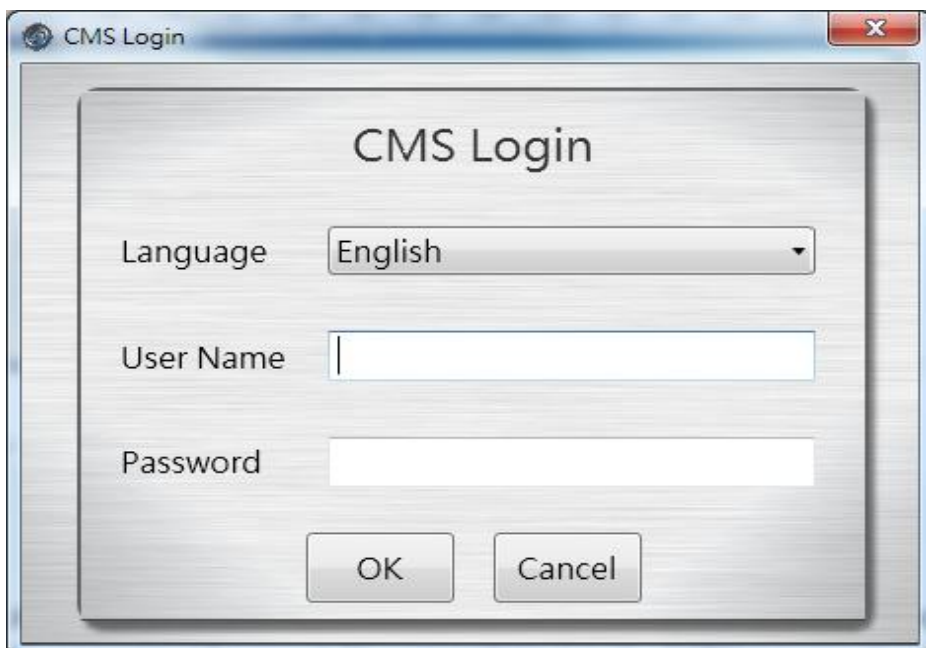 CMS Login
CMS Login
Language English
User Name
Password
OK Cancel